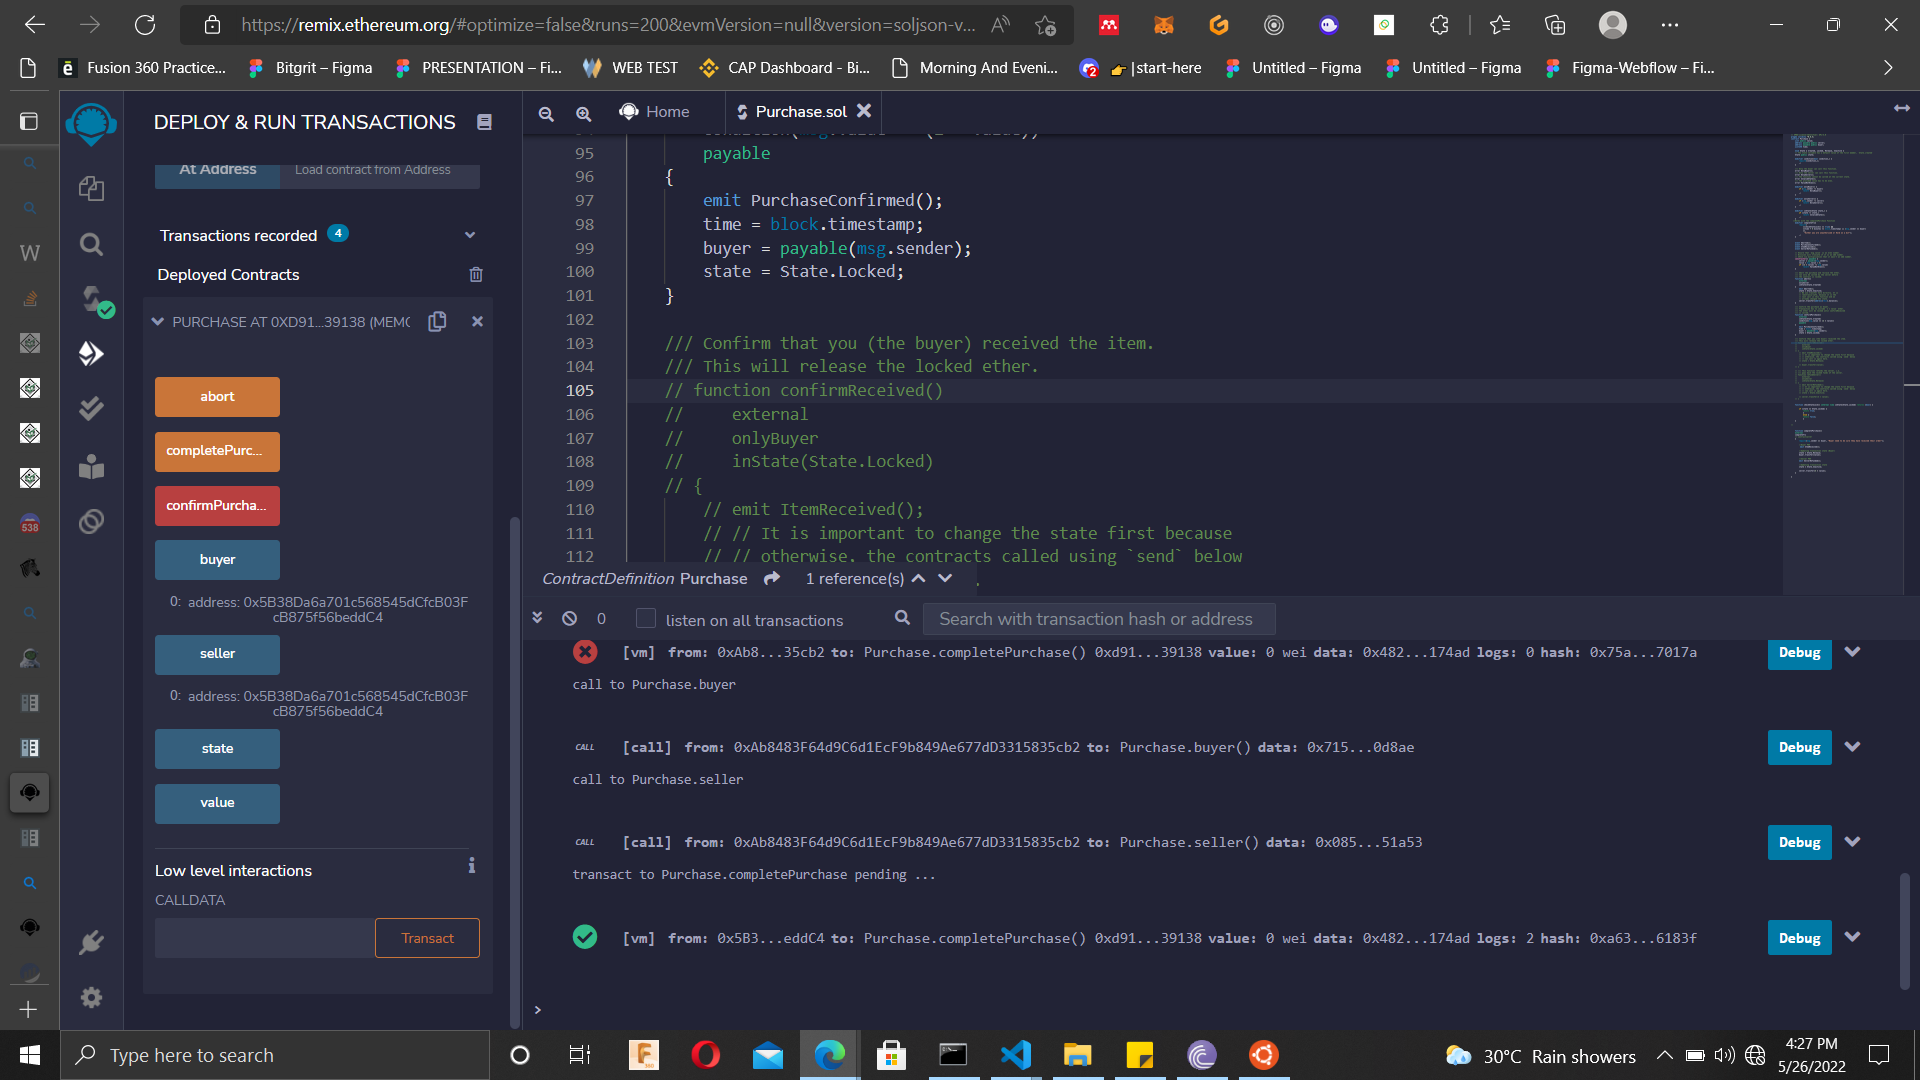 https://remix.ethereum.org/#optimize=false&runs=200&evmVersion=null&version=soljson-v...
Fusion 360 Practice...
Bitgrit – Figma
PRESENTATION – Fi...
WEB TEST
CAP Dashboard - Bi...
Morning And Eveni...
2
|start-here
Untitled – Figma
Untitled – Figma
Figma-Webflow – Fi...
DEPLOY & RUN TRANSACTIONS
Home
Purchase.sol
At Address
Load contract from Address
Transactions recorded 4
Deployed Contracts
PURCHASE AT 0XD91...39138 (MEMO
abort
completePurc...
confirmPurcha...
buyer
0: address: 0x5B38Da6a701c568545dCfcB03F
cB875f56beddC4
seller
0: address: 0x5B38Da6a701c568545dCfcB03F
cB875f56beddC4
state
value
Low level interactions
CALLDATA
Transact
W
538
95 payable
96 {
97 emit PurchaseConfirmed();
98 time = block.timestamp;
99 buyer = payable(msg.sender);
100 state = State.Locked;
101 }
102
103 /// Confirm that you (the buyer) received the item.
104 /// This will release the locked ether.
105 // function confirmReceived()
106 // external
107 // onlyBuyer
108 // inState(State.Locked)
109 // {
110 // emit ItemReceived();
111 // // It is important to change the state first because
112 // // otherwise, the contracts called using `send` below
ContractDefinition Purchase 1 reference(s)
0 listen on all transactions Search with transaction hash or address
[vm] from: 0xAb8...35cb2 to: Purchase.completePurchase() 0xd91...39138 value: 0 wei data: 0x482...174ad logs: 0 hash: 0x75a...7017a Debug
call to Purchase.buyer
CALL [call] from: 0xAb8483F64d9C6d1EcF9b849Ae677dD3315835cb2 to: Purchase.buyer() data: 0x715...0d8ae Debug
call to Purchase.seller
CALL [call] from: 0xAb8483F64d9C6d1EcF9b849Ae677dD3315835cb2 to: Purchase.seller() data: 0x085...51a53 Debug
transact to Purchase.completePurchase pending ...
[vm] from: 0x5B3...eddC4 to: Purchase.completePurchase() 0xd91...39138 value: 0 wei data: 0x482...174ad logs: 2 hash: 0xa63...6183f Debug
>
Type here to search
30°C Rain showers
4:27 PM
5/26/2022